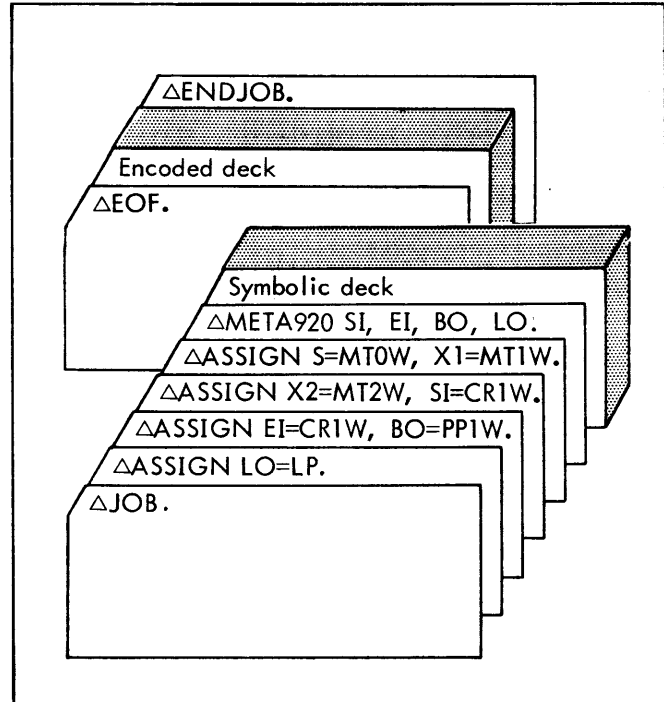 △ENDJOB.
Encoded deck
△EOF.
Symbolic deck
△META920 SI, EI, BO, LO.
△ASSIGN S=MT0W, X1=MT1W.
△ASSIGN X2=MT2W, SI=CR1W.
△ASSIGN EI=CR1W, BO=PP1W.
△ASSIGN LO=LP.
△JOB.